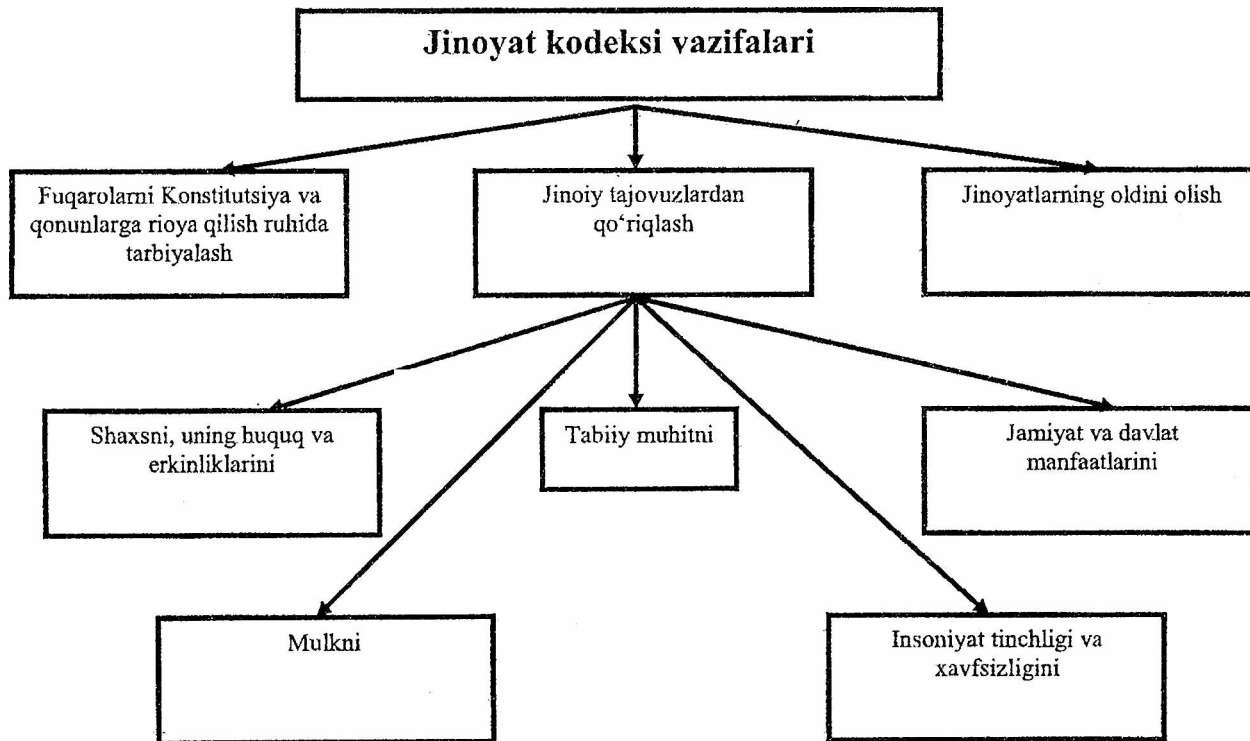 Jinoyat kodeksi vazifalari
Fuqarolarni Konstitutsiya va
qonunlarga rioya qilish ruhida
tarbiyalash
Jinoiy tajovuzlardan
qo‘riqlash
Jinoyatlarning oldini olish
Shaxsni, uning huquq va
erkinliklarini
Tabiiy muhitni
Jamiyat va davlat
manfaatlarini
Mulkni
Insoniyat tinchligi va
xavfsizligini